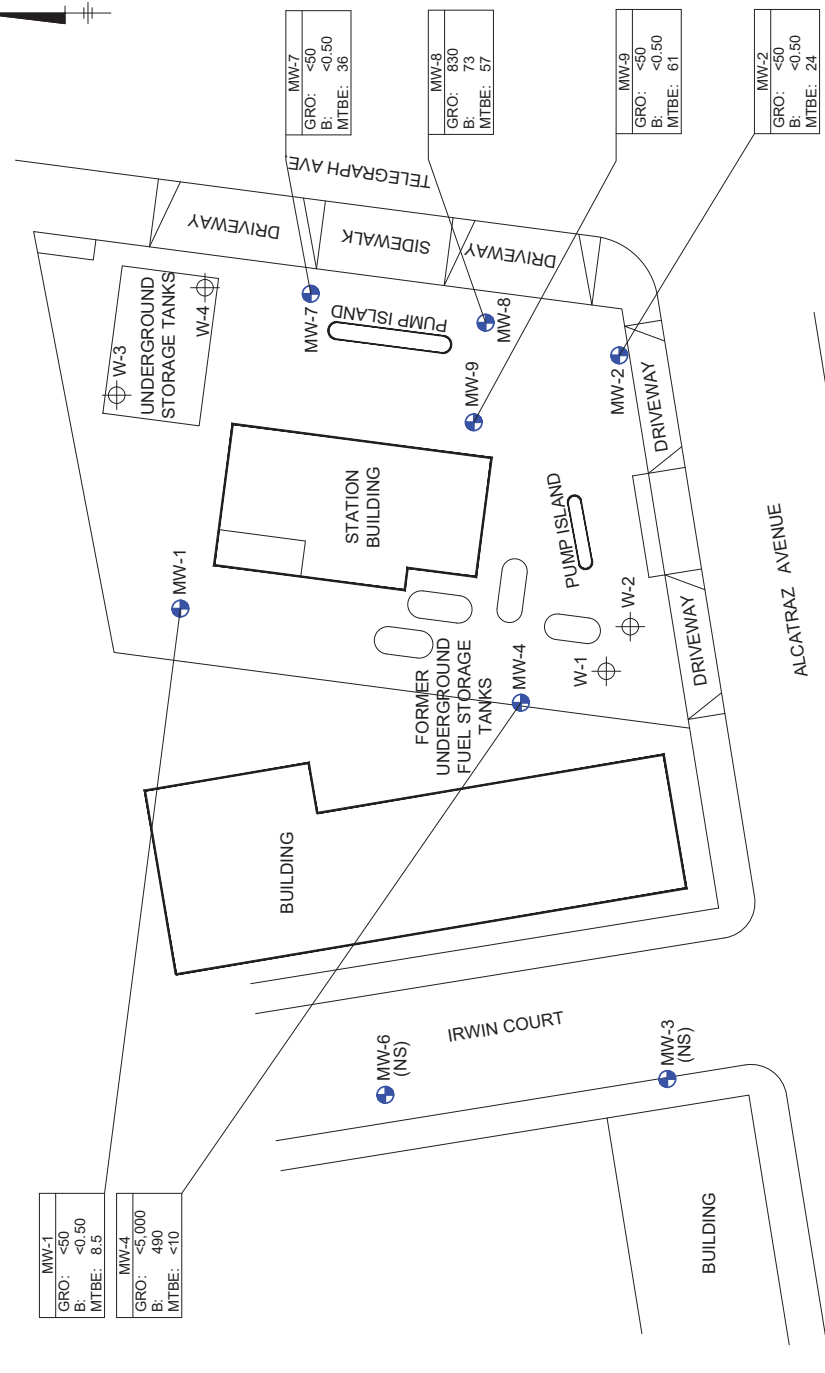 MW-1
GRO: <50
B: <0.50
MTBE: 8.5
MW-4
GRO: <5,000
B: 490
MTBE: <10
MW-7
GRO: <50
B: <0.50
MTBE: 36
MW-8
GRO: 830
B: 73
MTBE: 57
MW-9
GRO: <50
B: <0.50
MTBE: 61
MW-2
GRO: <50
B: <0.50
MTBE: 24
TELEGRAPH AVE.
DRIVEWAY
SIDEWALK
DRIVEWAY
W-3
UNDERGROUND
STORAGE TANKS
W-4
MW-7
PUMP ISLAND
MW-8
MW-9
MW-2
DRIVEWAY
MW-1
STATION
BUILDING
PUMP ISLAND
FORMER
UNDERGROUND
FUEL STORAGE
TANKS
MW-4
W-1
W-2
DRIVEWAY
ALCATRAZ AVENUE
BUILDING
IRWIN COURT
MW-6
(NS)
MW-3
(NS)
BUILDING